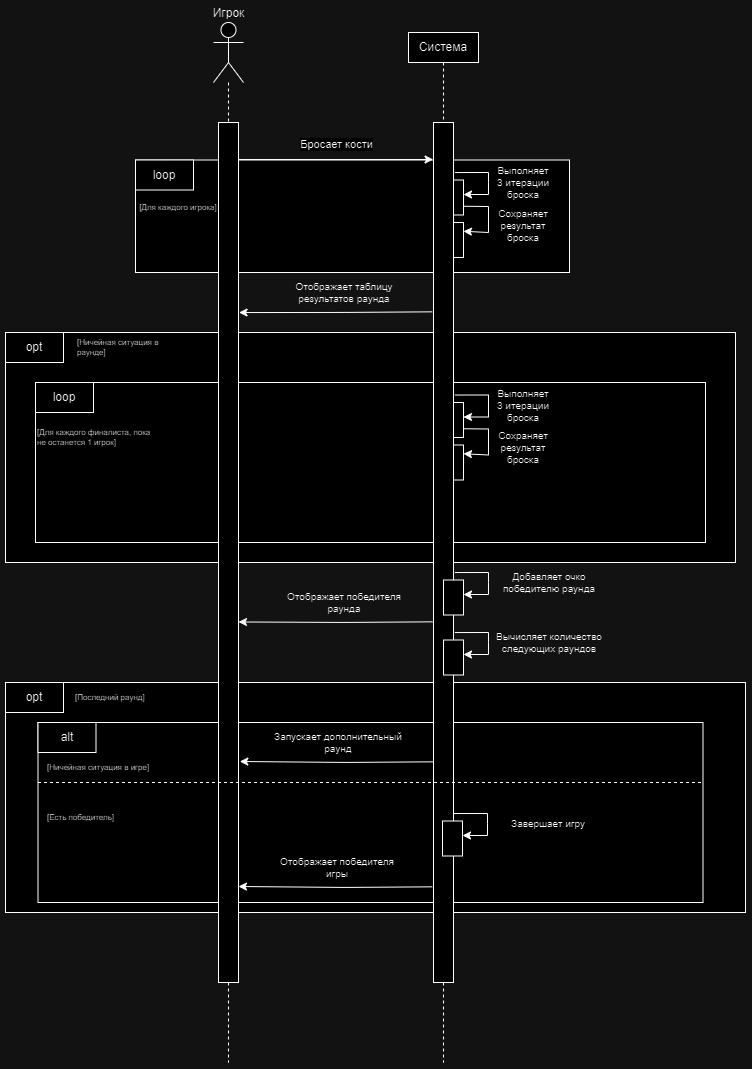 Игрок
Система
Бросает кости
loop
[Для каждого игрока]
Выполняет
3 итерации
броска
Сохраняет
результат
броска
Отображает таблицу
результатов раунда
opt
[Ничейная ситуация в
раунде]
loop
[Для каждого финалиста, пока
не останется 1 игрок]
Выполняет
3 итерации
броска
Сохраняет
результат
броска
Добавляет очко
победителю раунда
Отображает победителя
раунда
Вычисляет количество
следующих раундов
opt
[Последний раунд]
alt
Запускает дополнительный
раунд
[Ничейная ситуация в игре]
[Есть победитель]
Завершает игру
Отображает победителя
игры